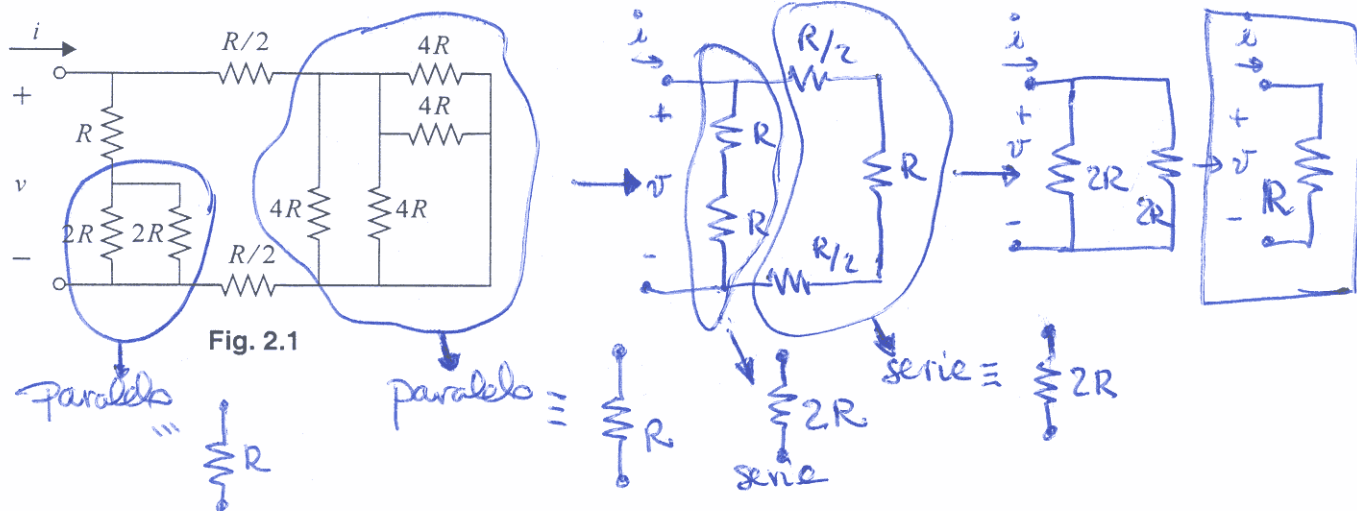 i
R/2
4R
+
4R
R
v
2R
2R
4R
4R
−
R/2
Fig. 2.1
paralelo
≡
R
paralelo
≡
R
i
R/2
+
R
v
R
R
-
R/2
serie
2R
serie ≡
2R
i
+
v
2R
2R
-
i
+
v
R
-